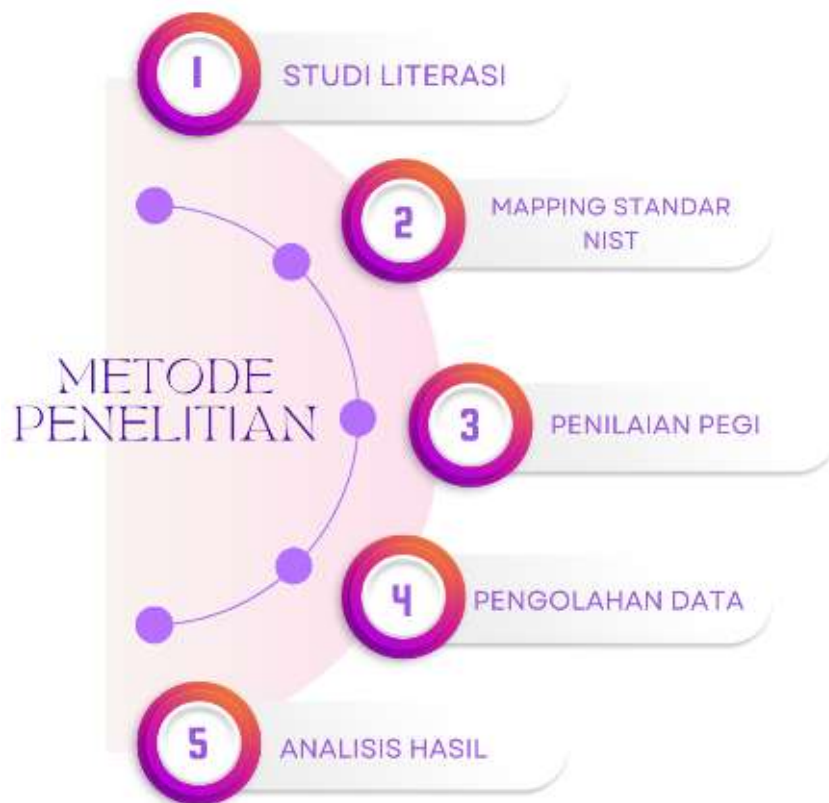 1
STUDI LITERASI
2
MAPPING STANDAR
NIST
METODE
PENELITIAN
3
PENILAIAN PEGI
4
PENGOLAHAN DATA
5
ANALISIS HASIL